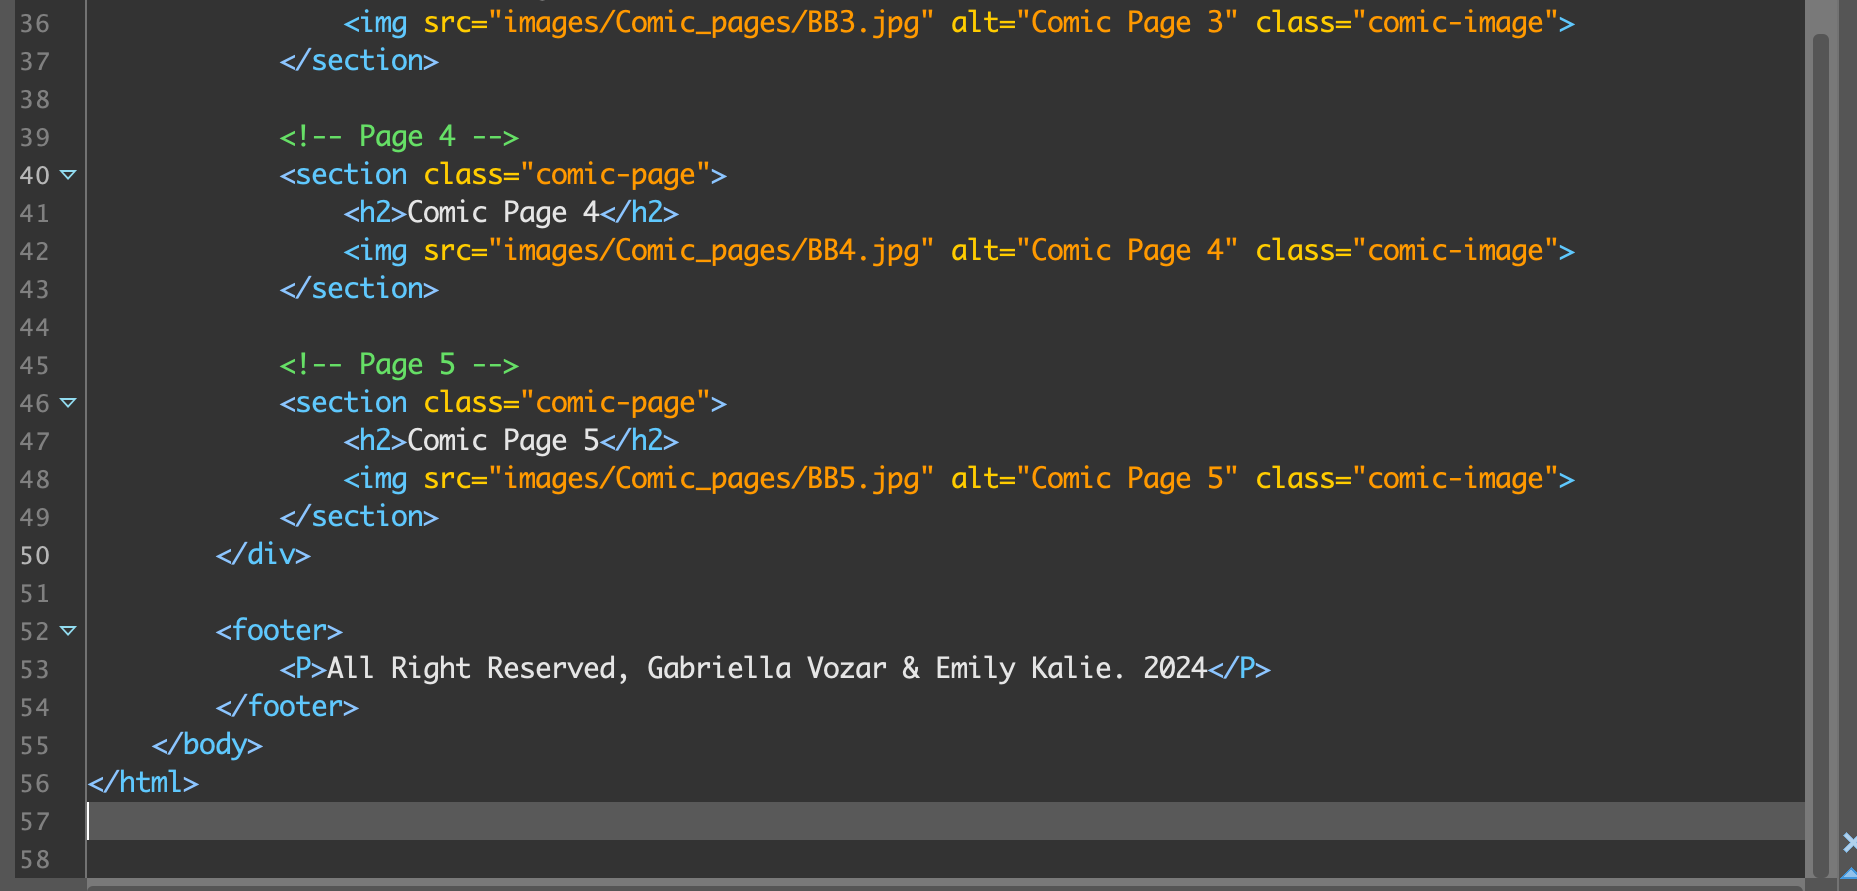 36 <img src="images/Comic_pages/BB3.jpg" alt="Comic Page 3" class="comic-image">
37 </section>
38
39 <!-- Page 4 -->
40 <section class="comic-page">
41 <h2>Comic Page 4</h2>
42 <img src="images/Comic_pages/BB4.jpg" alt="Comic Page 4" class="comic-image">
43 </section>
44
45 <!-- Page 5 -->
46 <section class="comic-page">
47 <h2>Comic Page 5</h2>
48 <img src="images/Comic_pages/BB5.jpg" alt="Comic Page 5" class="comic-image">
49 </section>
50 </div>
51
52 <footer>
53 <P>All Right Reserved, Gabriella Vozar & Emily Kalie. 2024</P>
54 </footer>
55 </body>
56 </html>
57
58